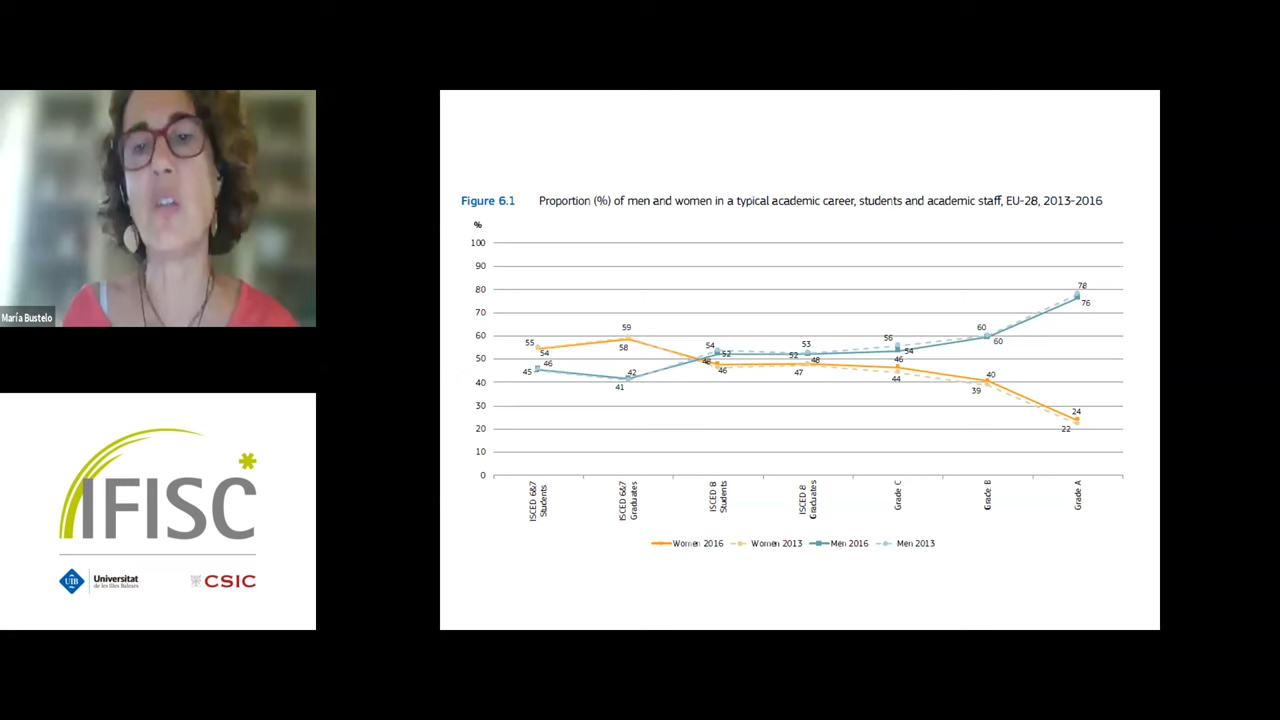 María Bustelo
IFISC
UIB
Universitat
de les Illes Balears
CSIC
Figure 6.1 Proportion (%) of men and women in a typical academic career, students and academic staff, EU-28, 2013-2016
%
100
90
80
70
60
50
40
30
20
10
0
55
54
46
45
59
58
42
41
54
52
48
46
53
52
48
47
56
54
46
44
60
60
40
39
78
76
24
22
ISCED 6&7
Students
ISCED 6&7
Graduates
ISCED 8
Students
ISCED 8
Graduates
Grade C
Grade B
Grade A
Women 2016 Women 2013 Men 2016 Men 2013